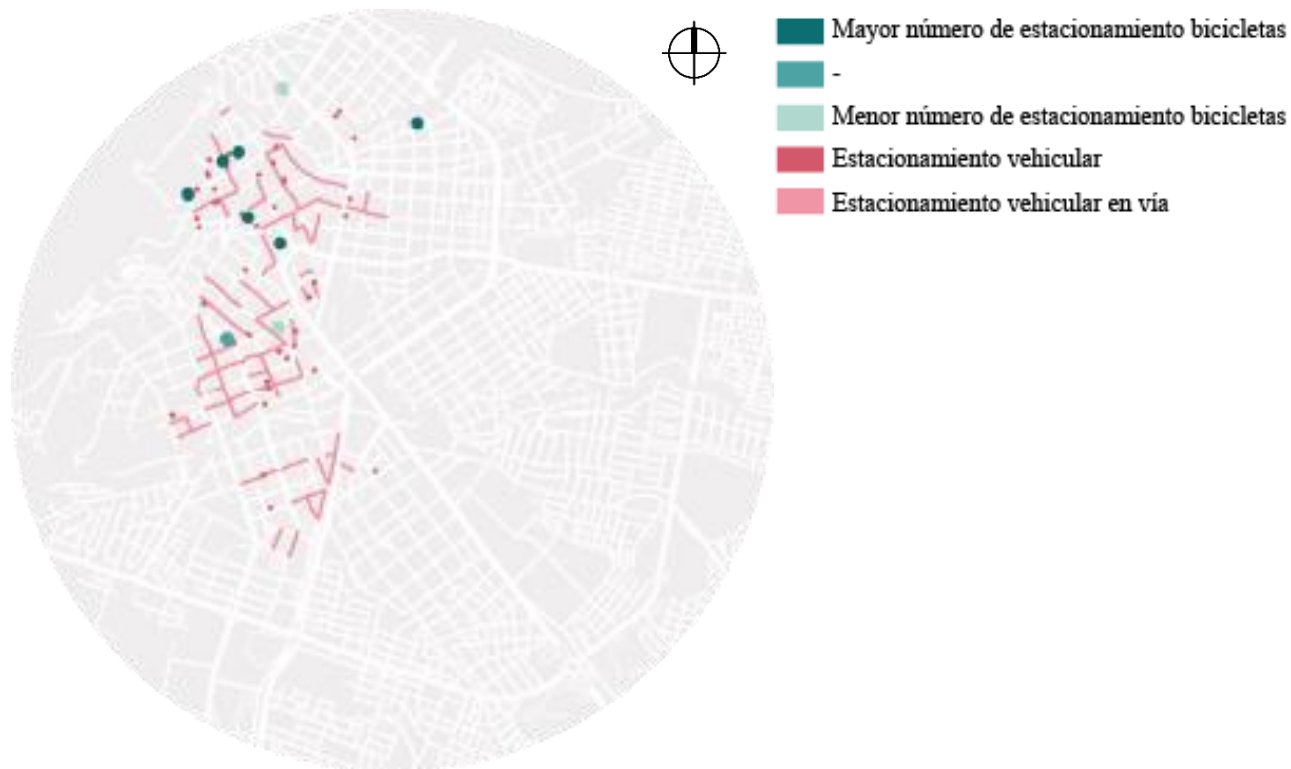 Mayor número de estacionamiento bicicletas
-
Menor número de estacionamiento bicicletas
Estacionamiento vehicular
Estacionamiento vehicular en vía